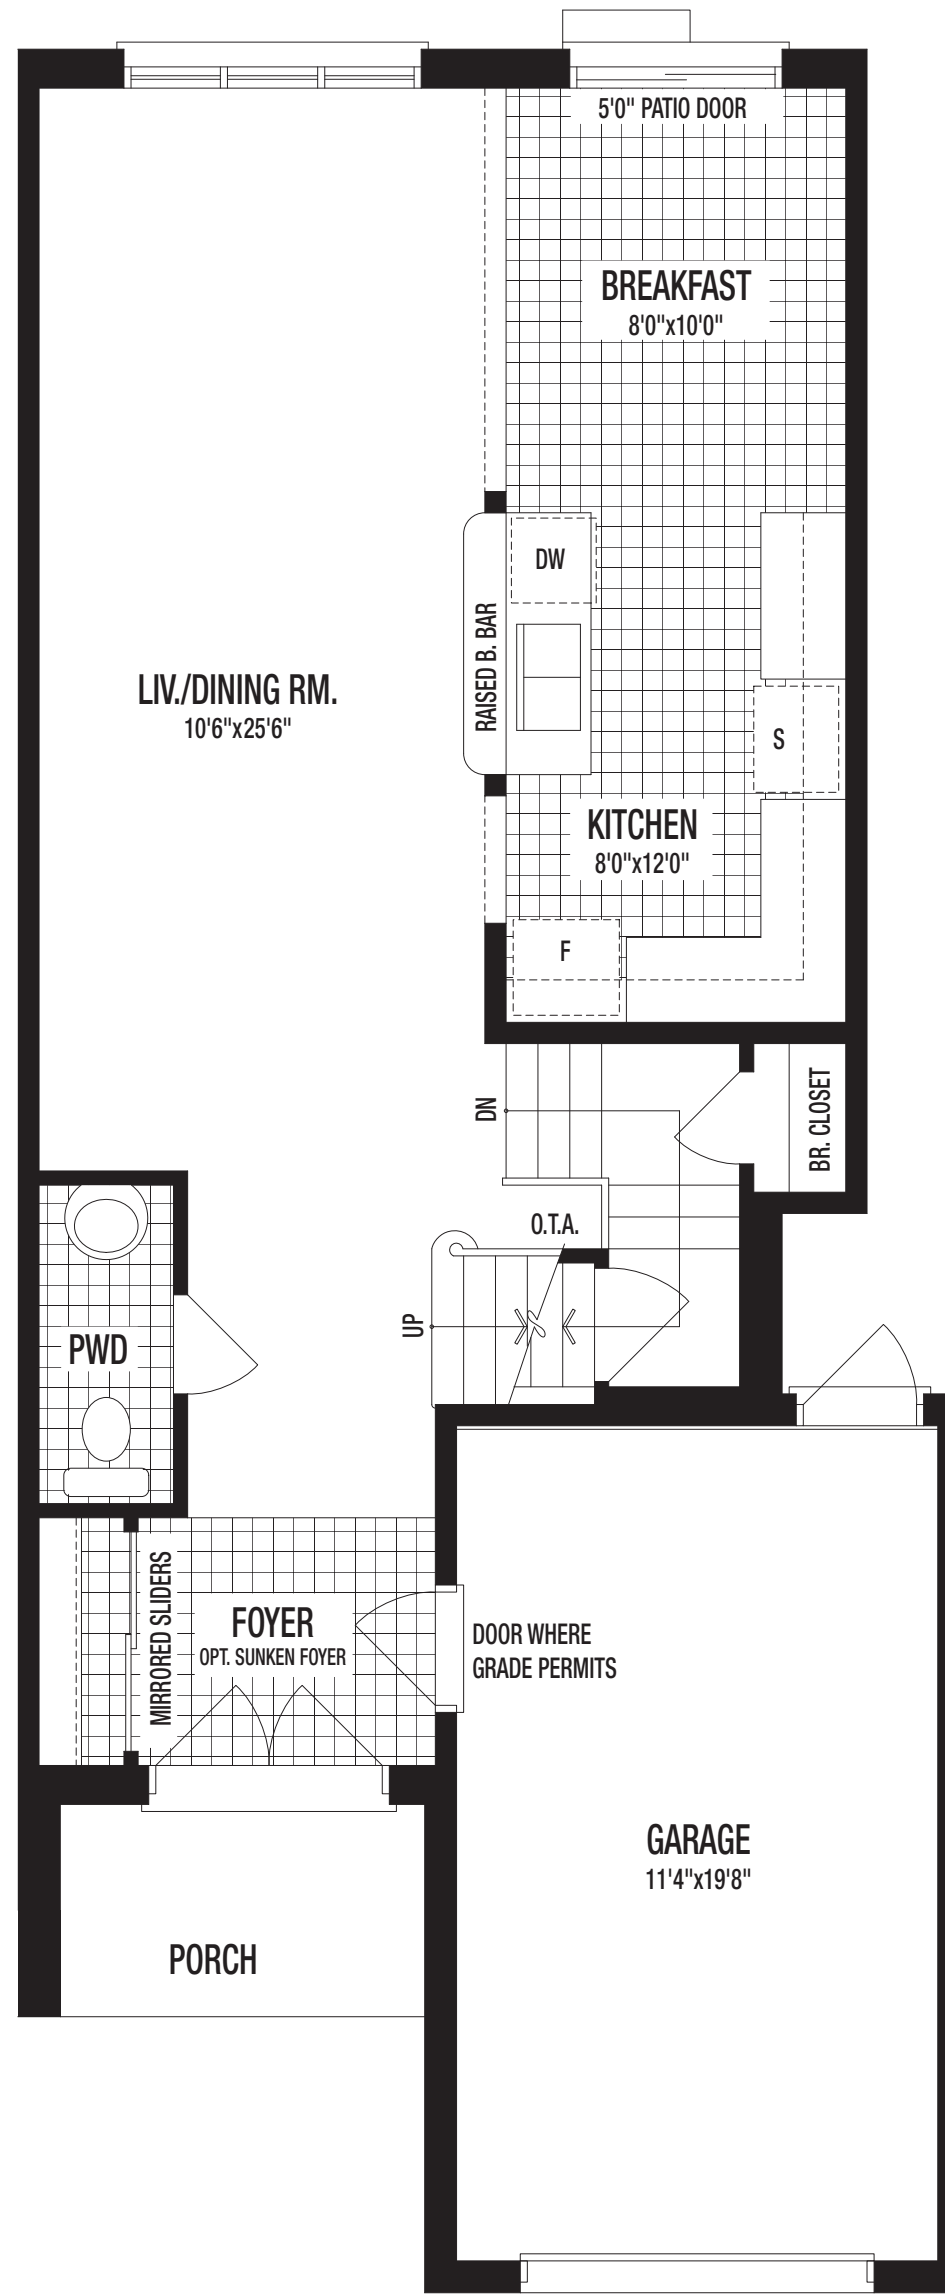 5'0" PATIO DOOR
BREAKFAST
8'0"x10'0"
DW
RAISED B. BAR
LIV./DINING RM.
10'6"x25'6"
S
KITCHEN
8'0"x12'0"
F
DN
BR. CLOSET
O.T.A.
UP
PWD
MIRRORED SLIDERS
FOYER
OPT. SUNKEN FOYER
DOOR WHERE
GRADE PERMITS
GARAGE
11'4"x19'8"
PORCH